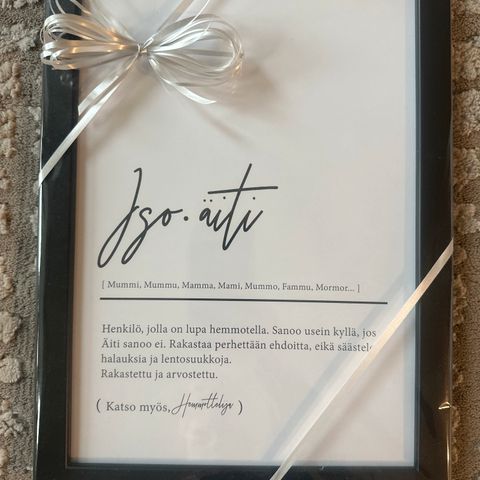 Iso·äiti
[ Mummi, Mummu, Mamma, Mami, Mummo, Fammu, Mormor... ]
Henkilö, jolla on lupa hemmotella. Sanoo usein kyllä, jos
Äiti sanoo ei. Rakastaa perhettään ehdoitta, eikä säästele
halauksia ja lentosuukkoja.
Rakastettu ja arvostettu.
( Katso myös, Hemmottelija )